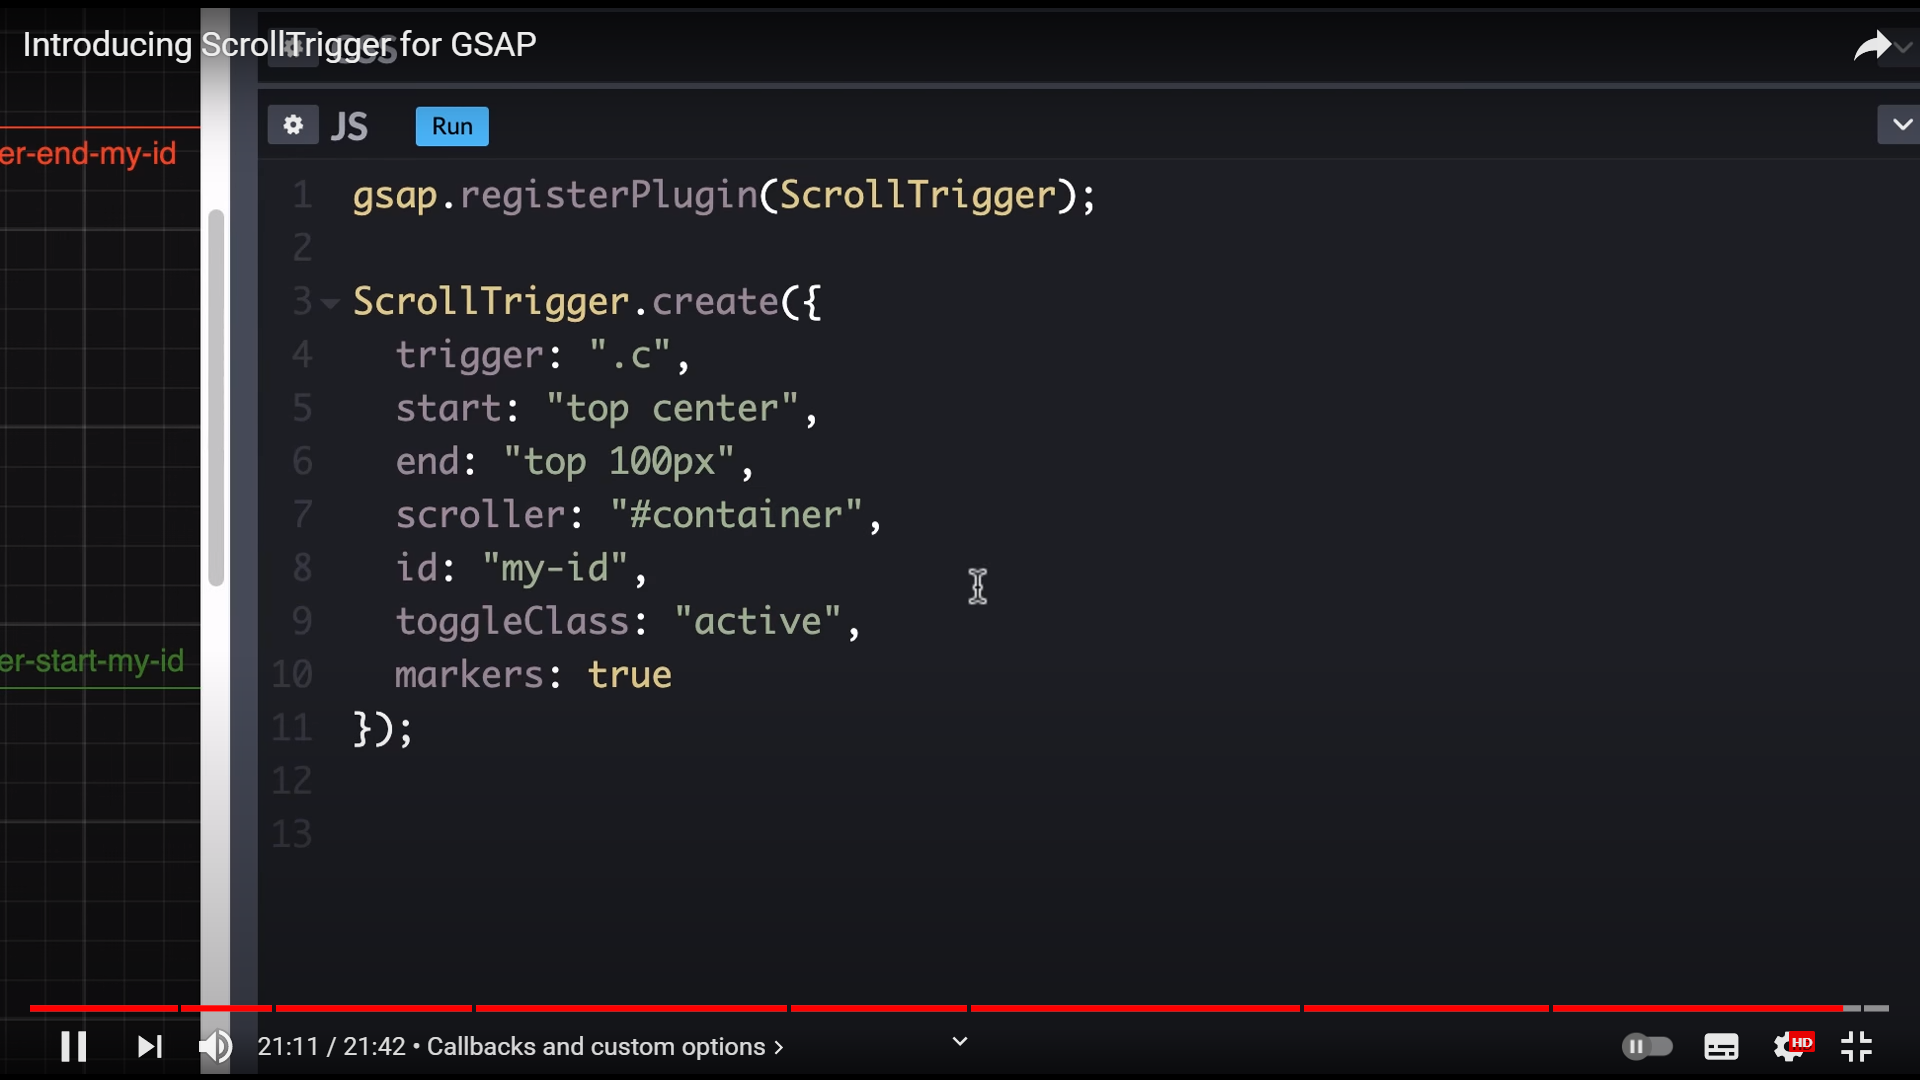 Introducing ScrollTrigger for GSAP
CSS
JS
Run
er-end-my-id
1 gsap.registerPlugin(ScrollTrigger);
2
3 ScrollTrigger.create({
4 trigger: ".c",
5 start: "top center",
6 end: "top 100px",
7 scroller: "#container",
8 id: "my-id",
9 toggleClass: "active",
er-start-my-id
10 markers: true
11 });
12
13
21:11 / 21:42 • Callbacks and custom options >
HD